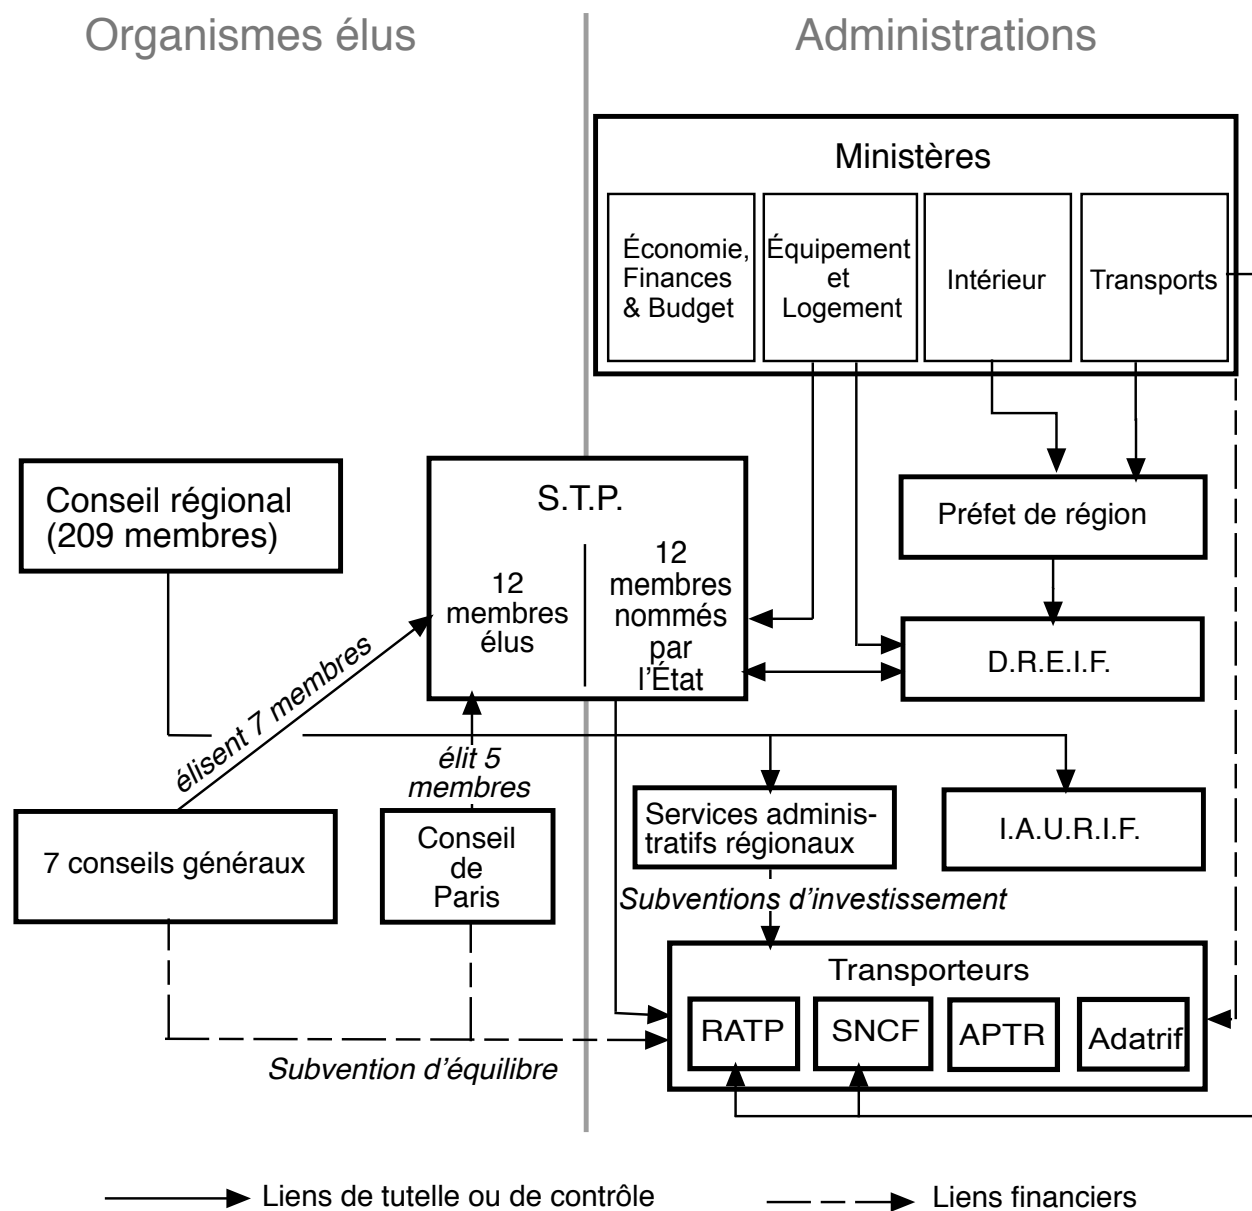 Organismes élus
Administrations
Ministères
Économie,
Finances
& Budget
Équipement
et
Logement
Intérieur
Transports
Conseil régional
(209 membres)
S.T.P.
12
membres
élus
12
membres
nommés
par
l'État
Préfet de région
D.R.E.I.F.
élisent 7 membres
élit 5
membres
7 conseils généraux
Conseil
de
Paris
Services adminis-
tratifs régionaux
I.A.U.R.I.F.
Subventions d'investissement
Transporteurs
RATP
SNCF
APTR
Adatrif
Subvention d'équilibre
Liens de tutelle ou de contrôle
Liens financiers